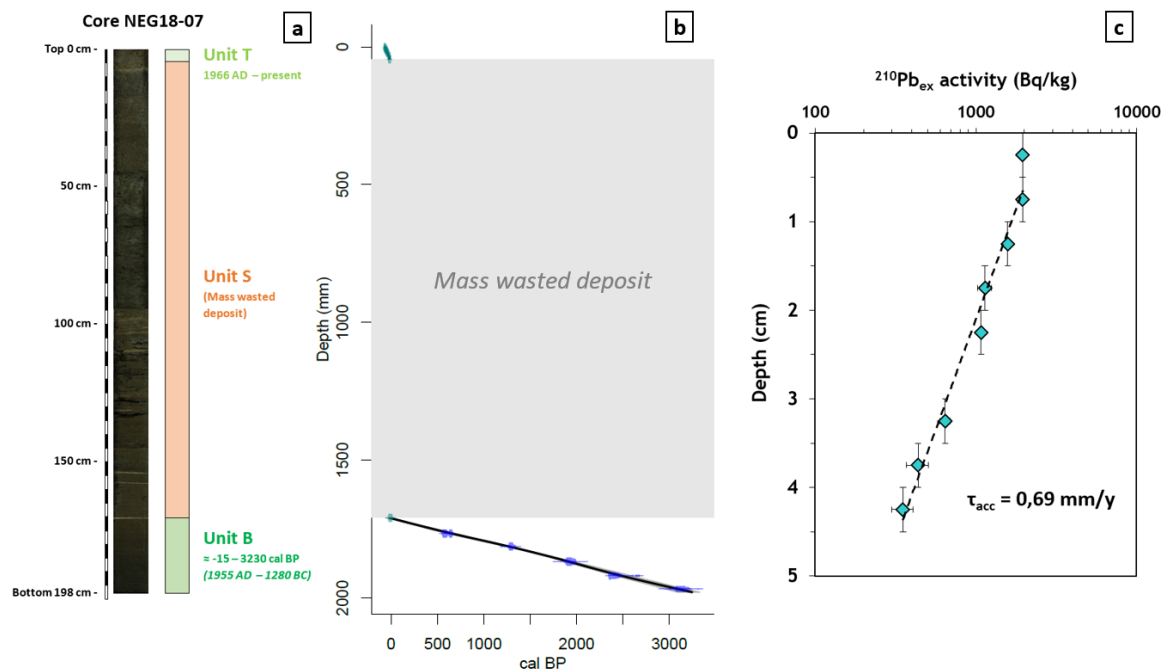 Core NEG18-07
a
Top 0 cm -
50 cm -
100 cm -
150 cm -
Bottom 198 cm -
Unit T
1966 AD – present
Unit S
(Mass wasted
deposit)
Unit B
≈ -15 – 3230 cal BP
(1955 AD – 1280 BC)
b
Depth (mm)
0
500
1000
1500
2000
Mass wasted deposit
0 500 1000 2000 3000
cal BP
c
²¹⁰Pbₑₓ activity (Bq/kg)
100 1000 10000
Depth (cm)
0
1
2
3
4
5
τacc = 0,69 mm/y